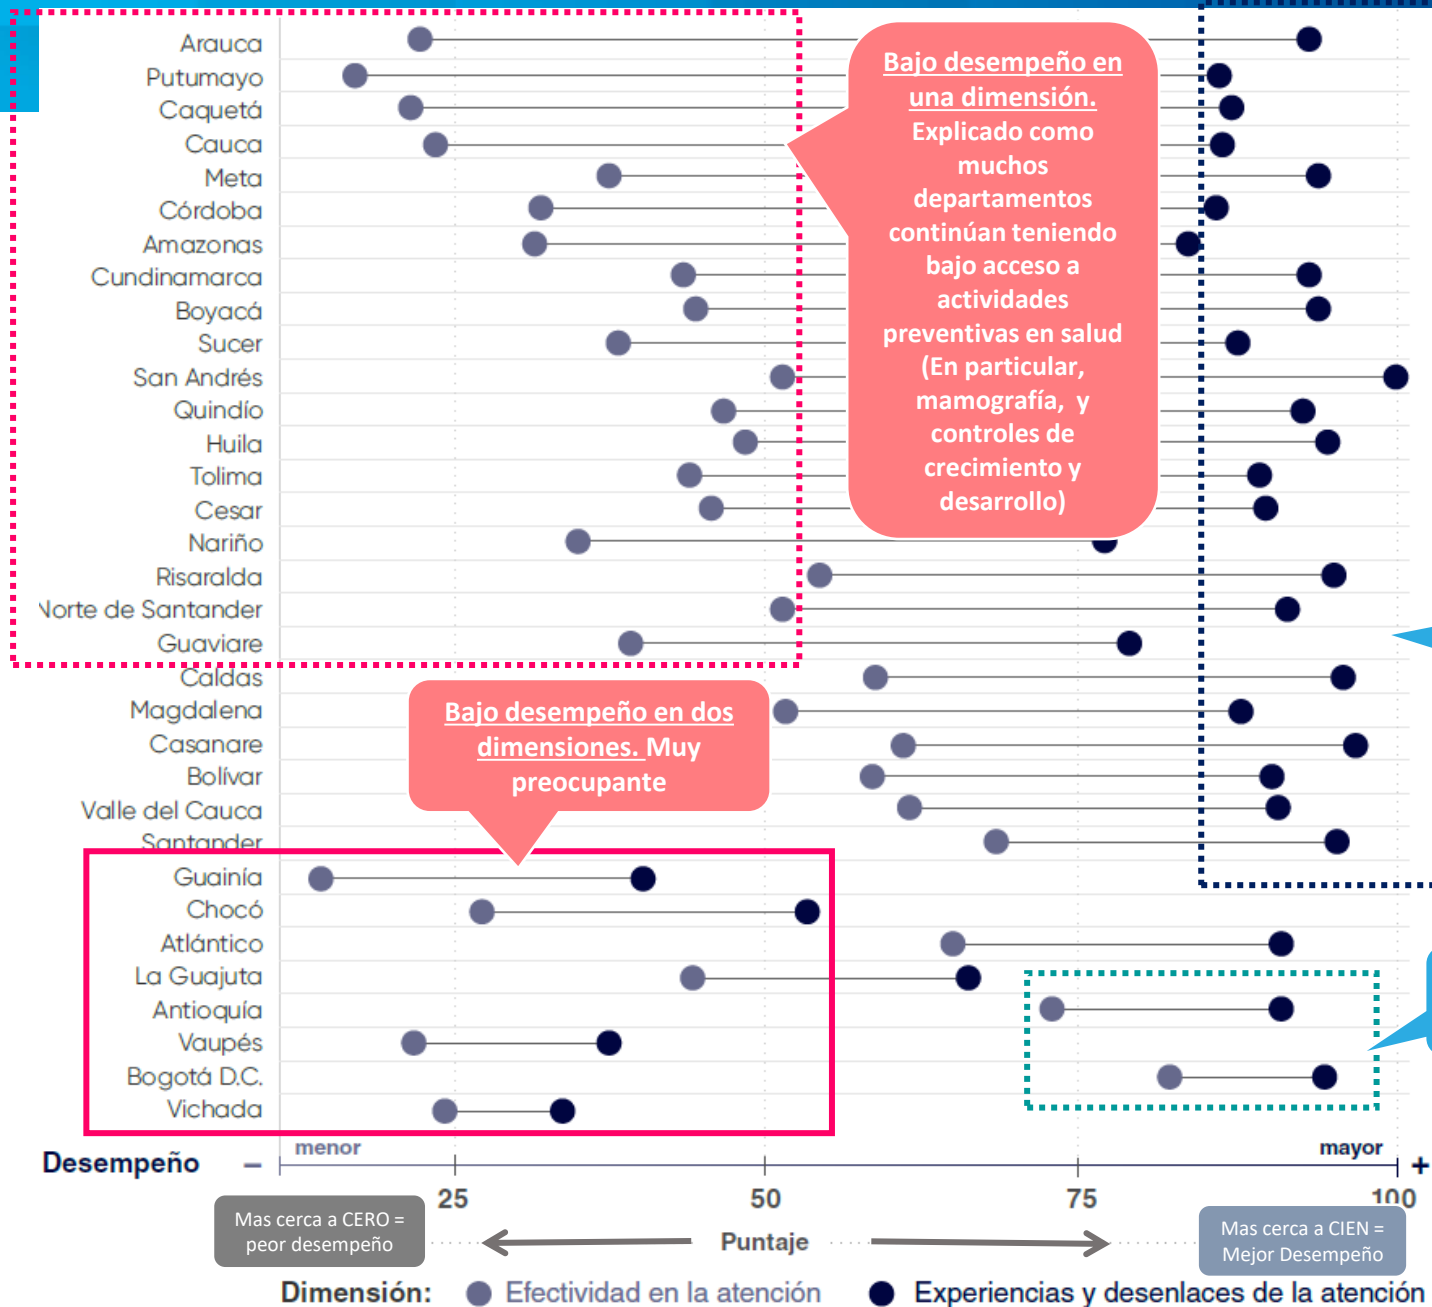 Arauca
Putumayo
Caquetá
Cauca
Meta
Córdoba
Amazonas
Cundinamarca
Boyacá
Sucer
San Andrés
Quindío
Huila
Tolima
Cesar
Nariño
Risaralda
Norte de Santander
Guaviare
Caldas
Magdalena
Casanare
Bolívar
Valle del Cauca
Santander
Guainía
Chocó
Atlántico
La Guajuta
Antioquía
Vaupés
Bogotá D.C.
Vichada
Bajo desempeño en
una dimensión.
Explicado como
muchos
departamentos
continúan teniendo
bajo acceso a
actividades
preventivas en salud
(En particular,
mamografía, y
controles de
crecimiento y
desarrollo)
Bajo desempeño en dos
dimensiones. Muy
preocupante
menor
mayor
Desempeño − +
25 50 75 100
Mas cerca a CERO =
peor desempeño
Puntaje
Mas cerca a CIEN =
Mejor Desempeño
Dimensión: Efectividad en la atención Experiencias y desenlaces de la atención